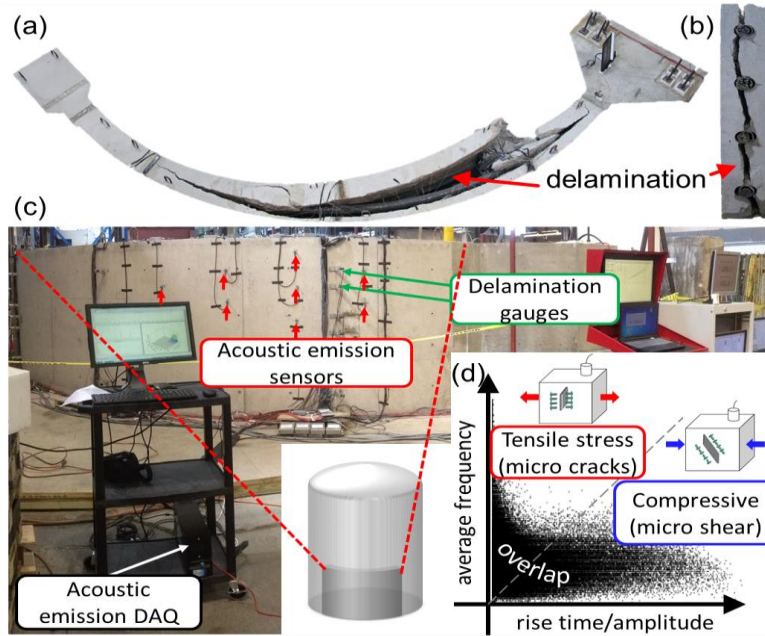 (a)
(b)
delamination
(c)
Delamination
gauges
Acoustic emission
sensors
Acoustic
emission DAQ
(d)
Tensile stress
(micro cracks)
Compressive
(micro shear)
overlap
average frequency
rise time/amplitude